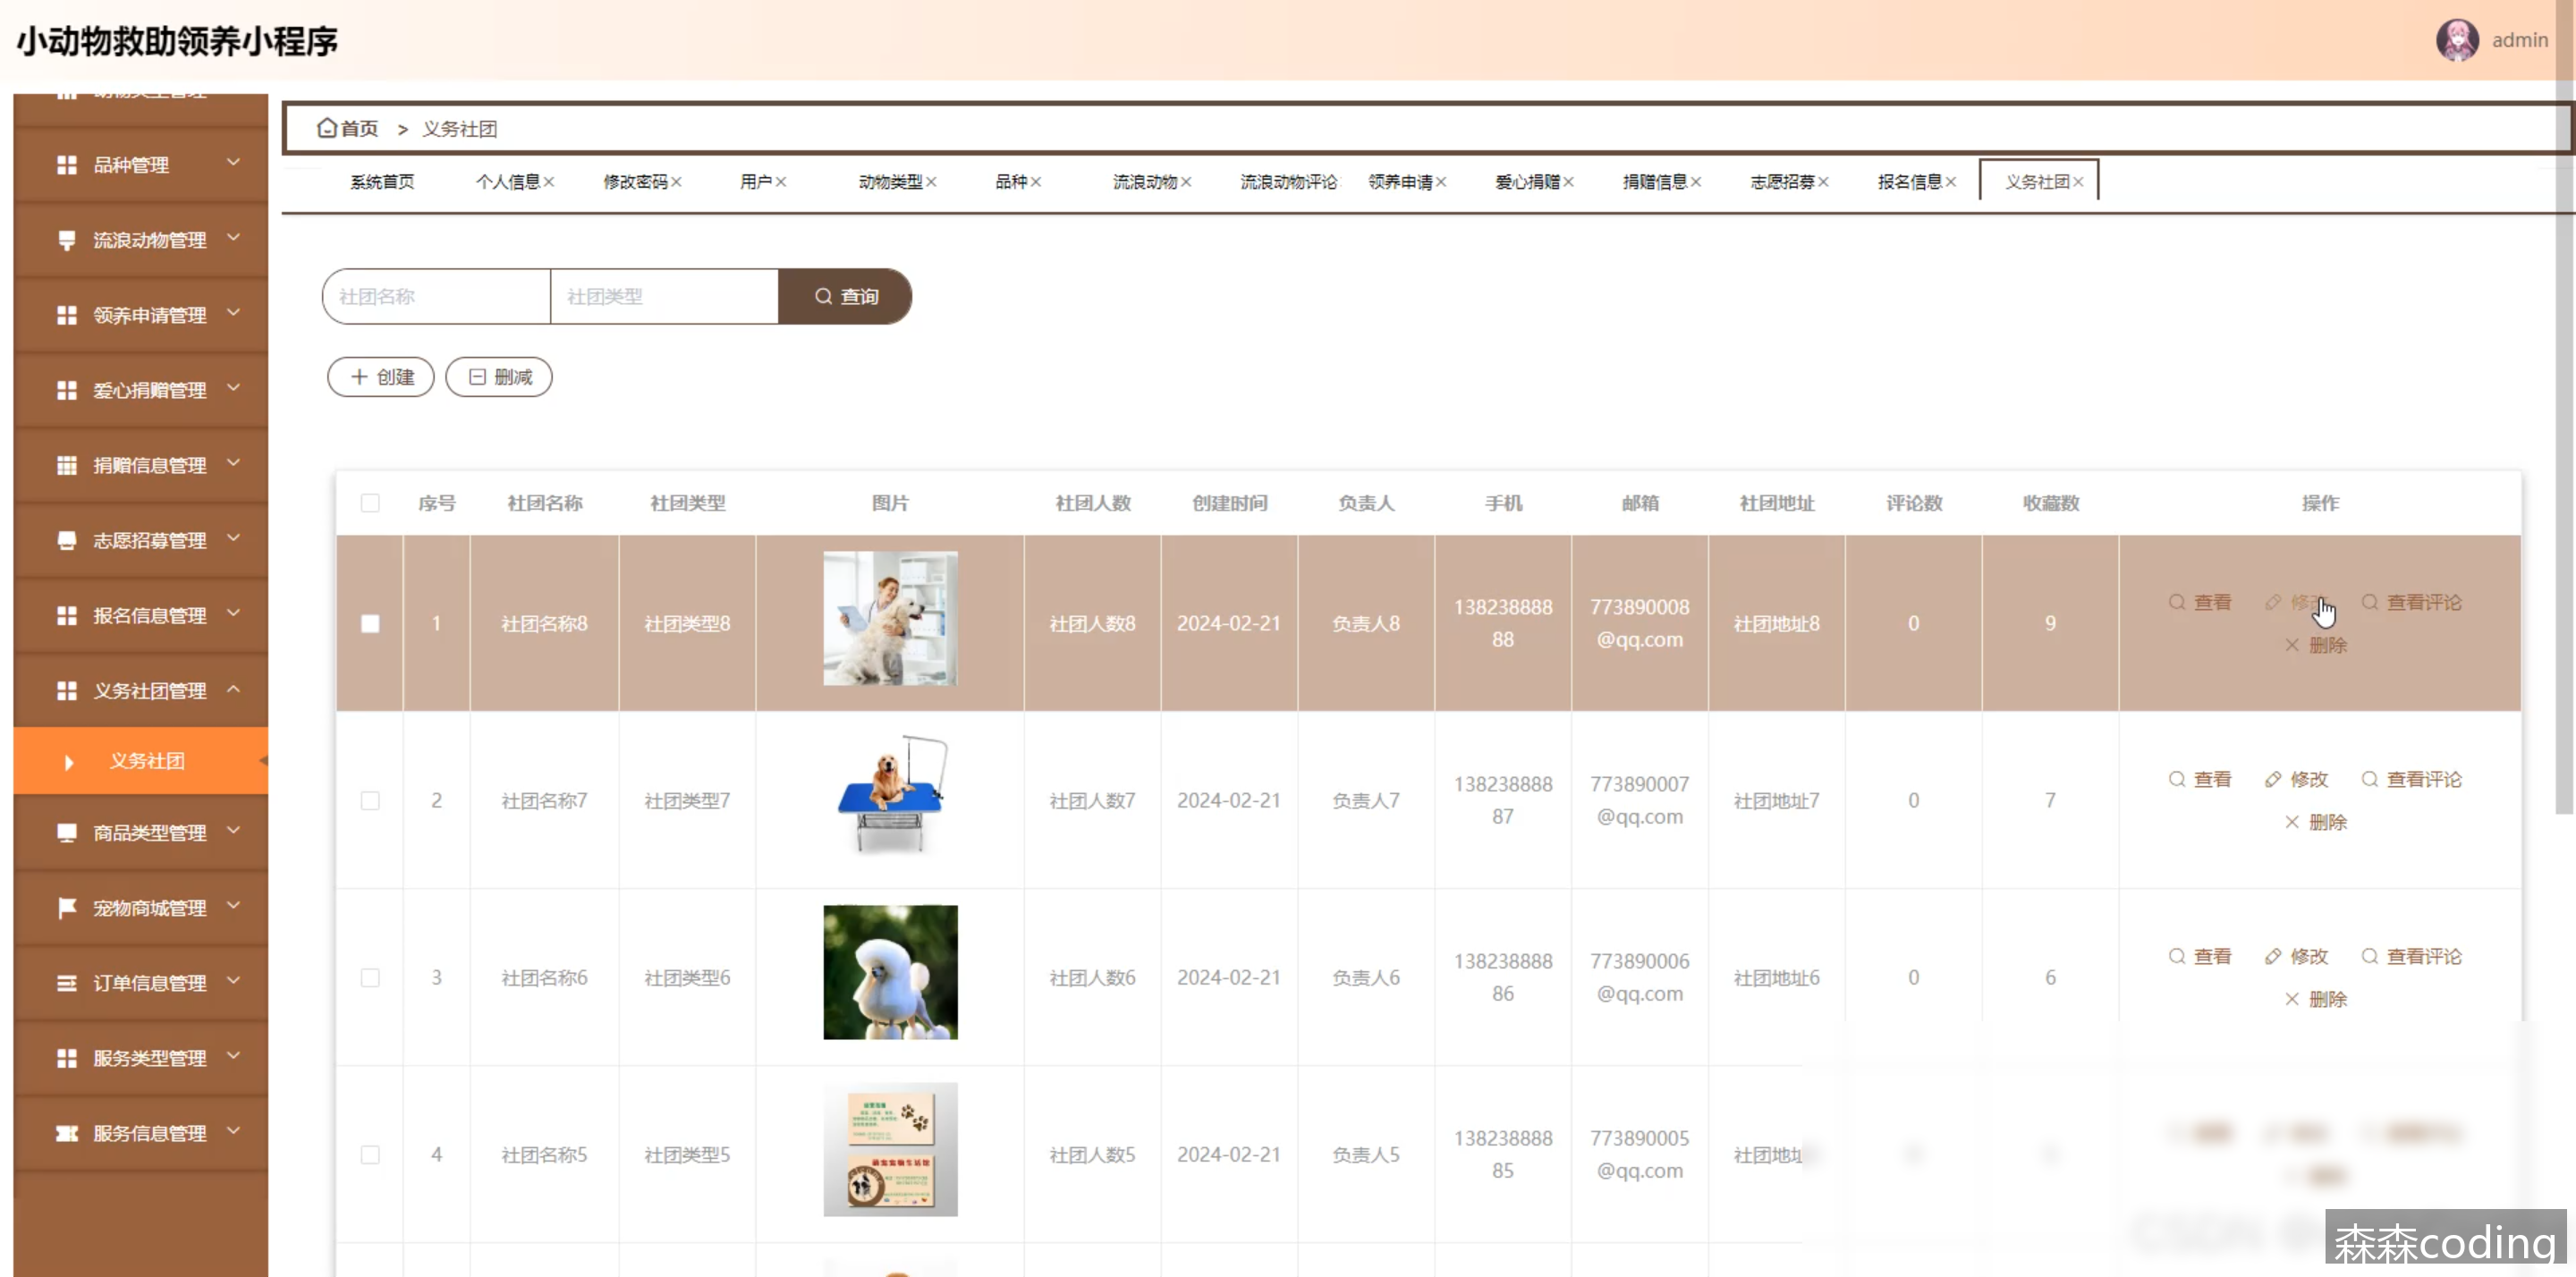 小动物救助领养小程序
admin
首页 > 义务社团
系统首页 个人信息 修改密码 用户 动物类型 品种 流浪动物 流浪动物评论 领养申请 爱心捐赠 捐赠信息 志愿招募 报名信息 义务社团
品种管理
流浪动物管理
领养申请管理
爱心捐赠管理
捐赠信息管理
志愿招募管理
报名信息管理
义务社团管理
义务社团
商品类型管理
宠物商城管理
订单信息管理
服务类型管理
服务信息管理
社团名称 社团类型 查询
创建 删减
序号 社团名称 社团类型 图片 社团人数 创建时间 负责人 手机 邮箱 社团地址 评论数 收藏数 操作
1 社团名称8 社团类型8 社团人数8 2024-02-21 负责人8 13823888888 773890008@qq.com 社团地址8 0 9 查看 查看评论
删除
2 社团名称7 社团类型7 社团人数7 2024-02-21 负责人7 13823888887 773890007@qq.com 社团地址7 0 7 查看 修改 查看评论
删除
3 社团名称6 社团类型6 社团人数6 2024-02-21 负责人6 13823888886 773890006@qq.com 社团地址6 0 6 查看 修改 查看评论
删除
4 社团名称5 社团类型5 社团人数5 2024-02-21 负责人5 13823888885 773890005@qq.com 社团地址
森森coding